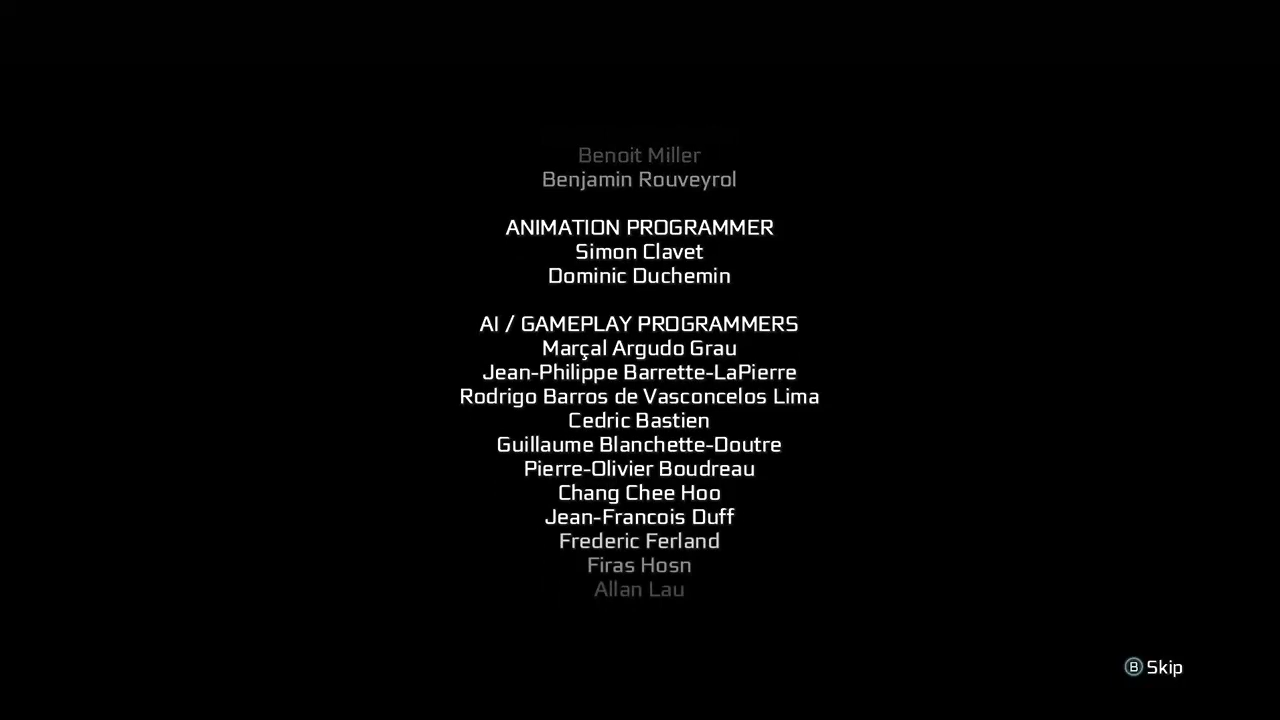 Benoit Miller
Benjamin Rouveyrol
ANIMATION PROGRAMMER
Simon Clavet
Dominic Duchemin
AI / GAMEPLAY PROGRAMMERS
Marçal Argudo Grau
Jean-Philippe Barrette-LaPierre
Rodrigo Barros de Vasconcelos Lima
Cedric Bastien
Guillaume Blanchette-Doutre
Pierre-Olivier Boudreau
Chang Chee Hoo
Jean-Francois Duff
Frederic Ferland
Firas Hosn
Allan Lau
B Skip